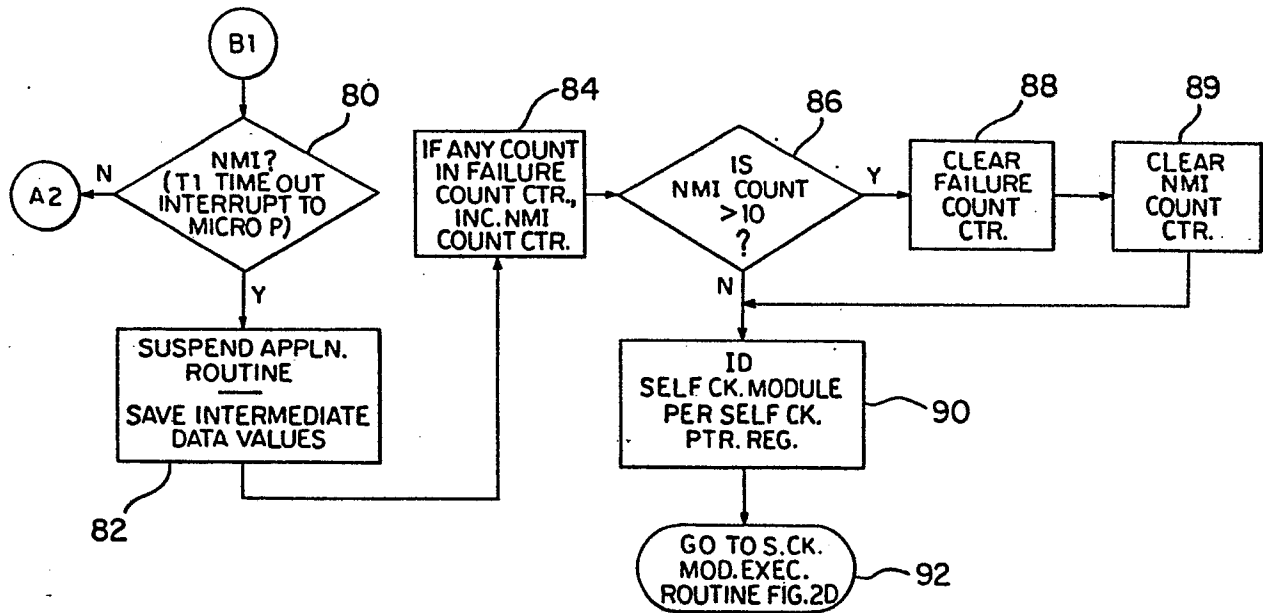 B1
80
NMI?
(T1 TIME OUT
INTERRUPT TO
MICRO P)
N
A2
Y
SUSPEND APPLN.
ROUTINE
SAVE INTERMEDIATE
DATA VALUES
82
84
IF ANY COUNT
IN FAILURE
COUNT CTR.,
INC. NMI
COUNT CTR.
86
IS
NMI COUNT
>10
?
Y
N
88
CLEAR
FAILURE
COUNT
CTR.
89
CLEAR
NMI
COUNT
CTR.
ID
SELF CK. MODULE
PER SELF CK.
PTR. REG.
90
GO TO S.CK.
MOD. EXEC.
ROUTINE FIG. 2D
92